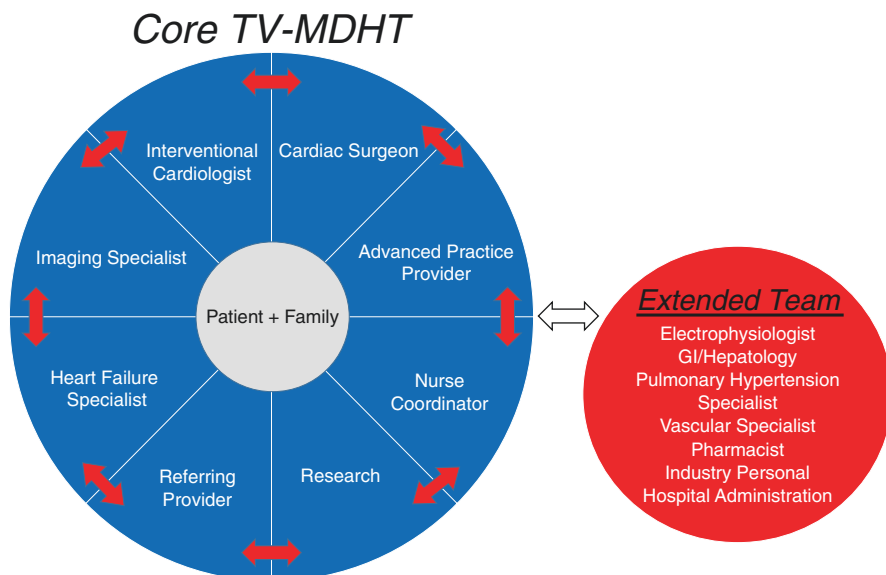 Core TV-MDHT
Interventional
Cardiologist
Cardiac Surgeon
Imaging Specialist
Advanced Practice
Provider
Patient + Family
Heart Failure
Specialist
Nurse
Coordinator
Referring
Provider
Research
Extended Team
Electrophysiologist
GI/Hepatology
Pulmonary Hypertension
Specialist
Vascular Specialist
Pharmacist
Industry Personal
Hospital Administration